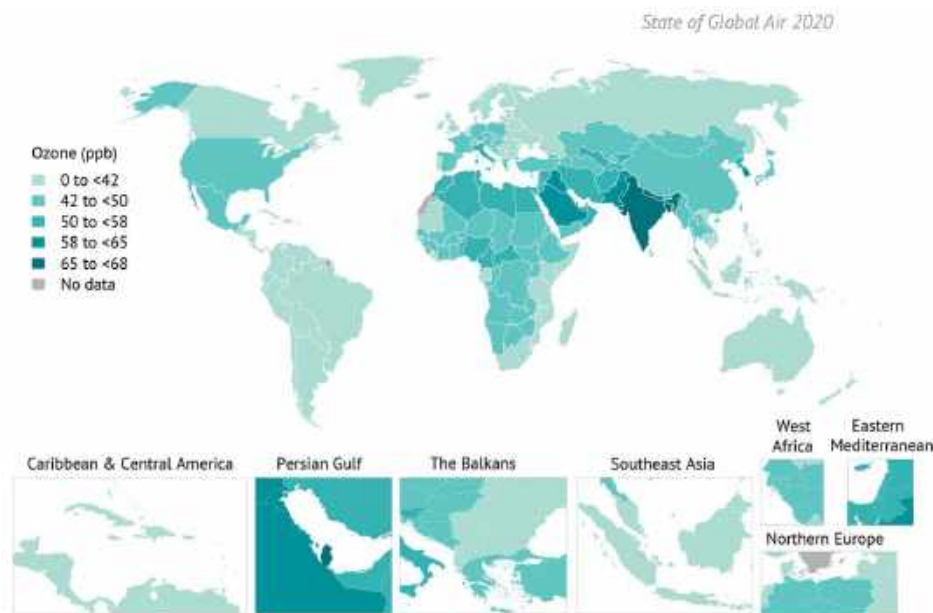 State of Global Air 2020
Ozone (ppb)
0 to <42
42 to <50
50 to <58
58 to <65
65 to <68
No data
Caribbean & Central America
Persian Gulf
The Balkans
Southeast Asia
West
Africa
Eastern
Mediterranean
Northern Europe